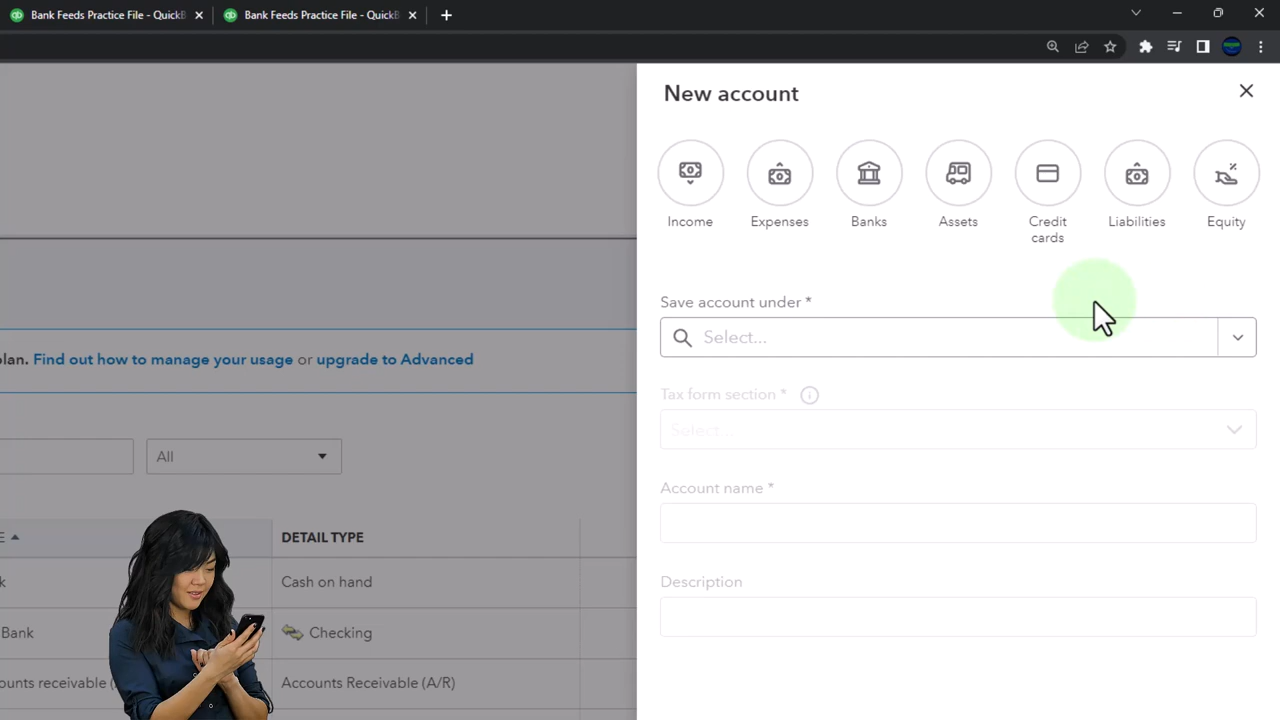 Bank Feeds Practice File - QuickB
Bank Feeds Practice File - QuickB
New account
Income
Expenses
Banks
Assets
Credit
cards
Liabilities
Equity
Save account under *
Select...
plan. Find out how to manage your usage or upgrade to Advanced
Tax form section *
Select...
All
Account name *
E
DETAIL TYPE
Description
k
Cash on hand
Bank
Checking
ounts receivable (
Accounts Receivable (A/R)